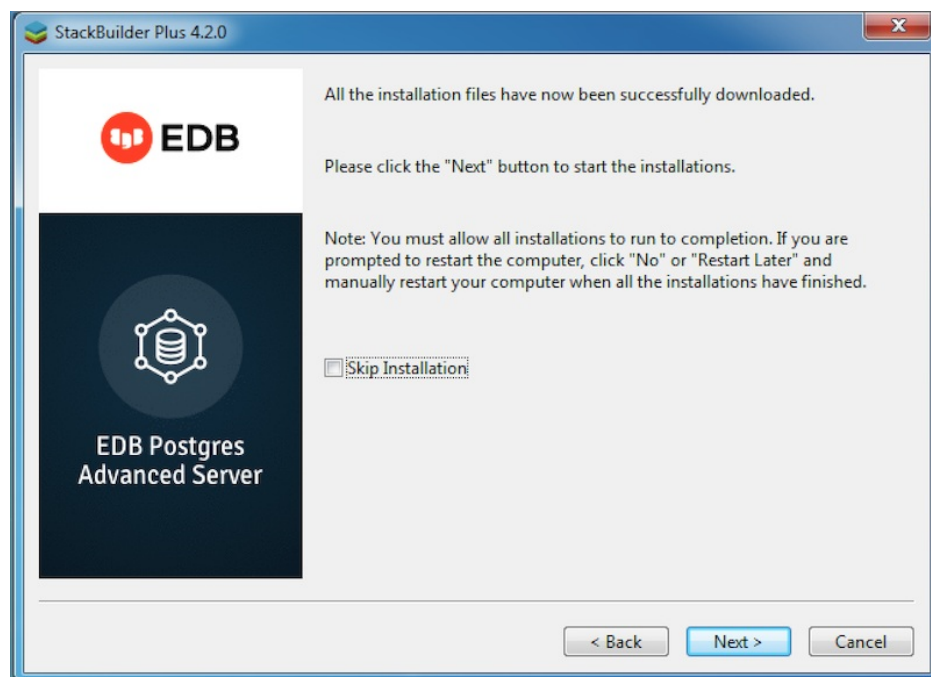 StackBuilder Plus 4.2.0
EDB
EDB Postgres
Advanced Server
All the installation files have now been successfully downloaded.
Please click the "Next" button to start the installations.
Note: You must allow all installations to run to completion. If you are
prompted to restart the computer, click "No" or "Restart Later" and
manually restart your computer when all the installations have finished.
Skip Installation
< Back
Next >
Cancel